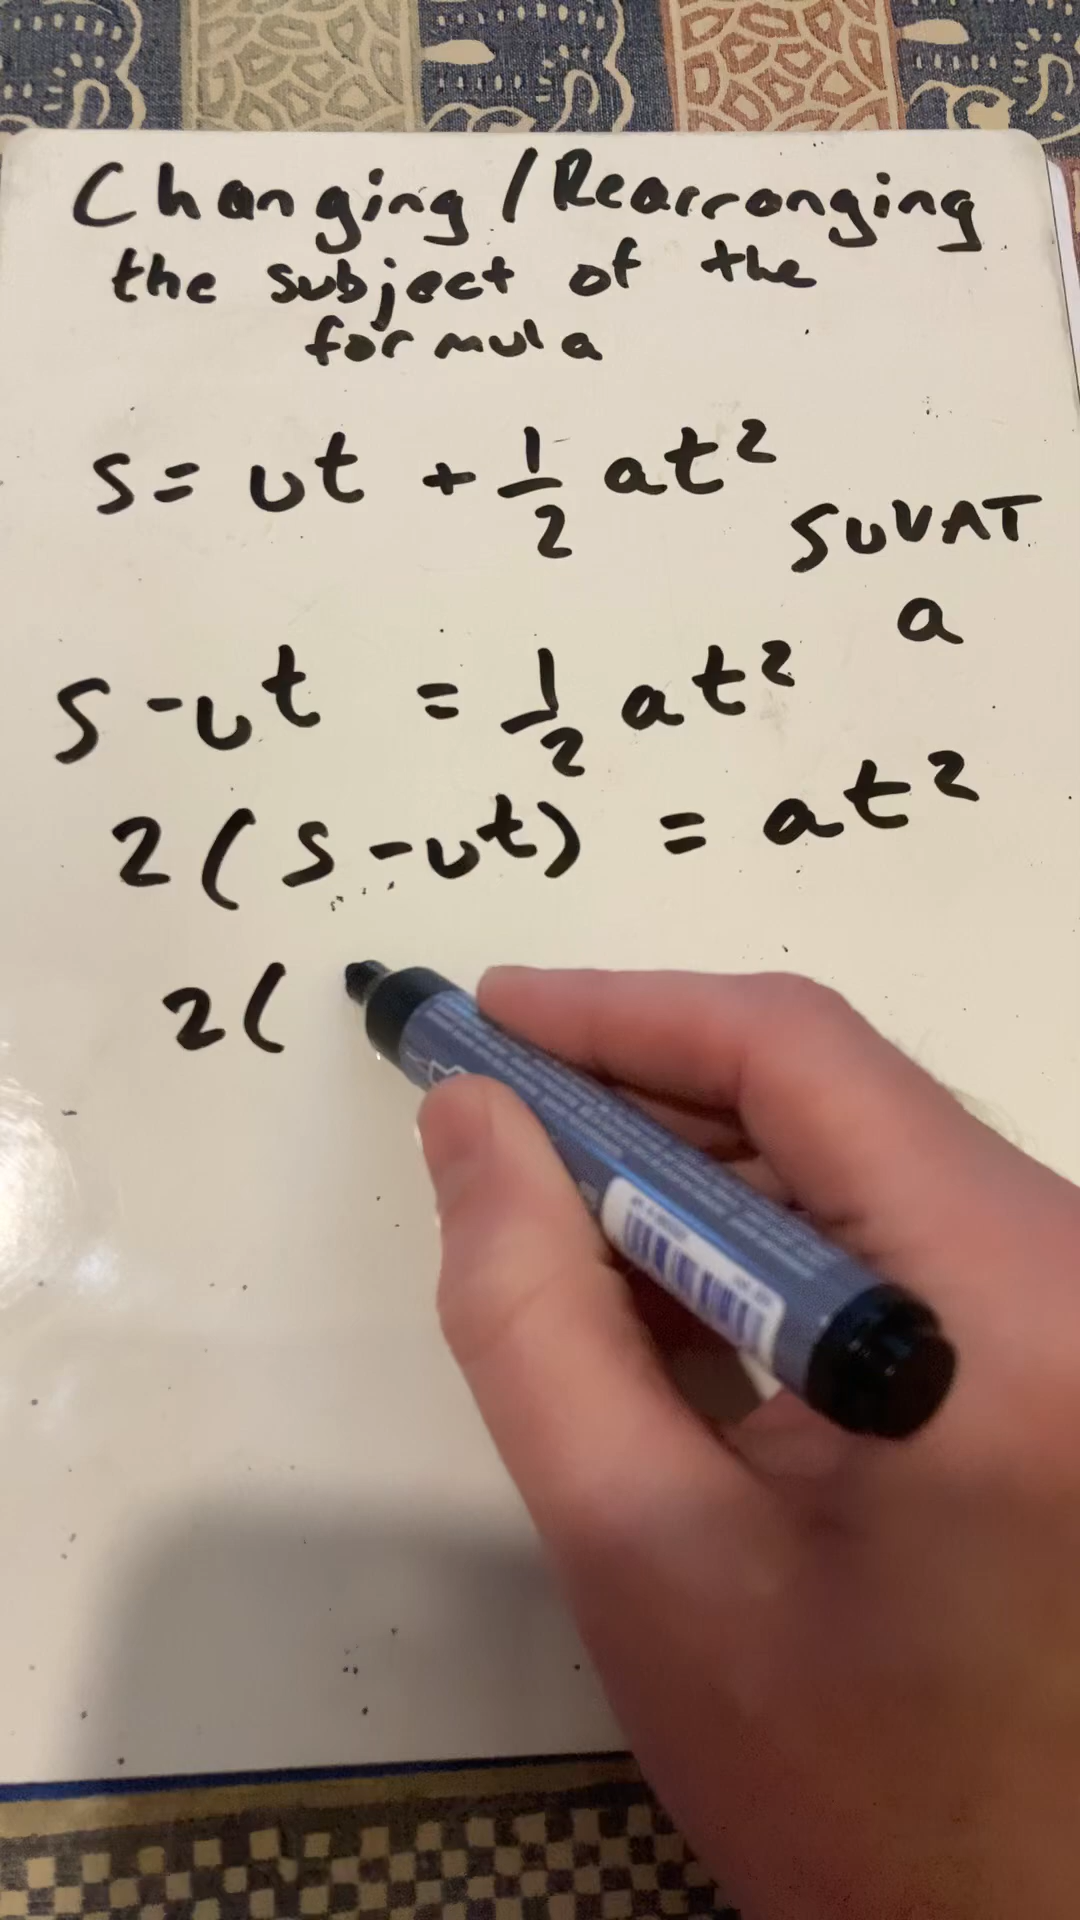 Changing / Rearranging
the subject of the
formula
s = ut + 1/2 at²
SUVAT
a
s - ut = 1/2 at²
2(s - ut) = at²
2(